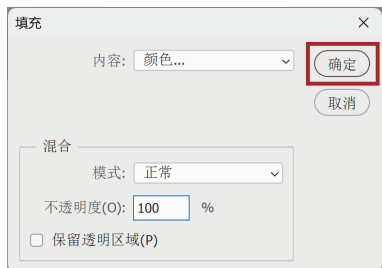 填充
内容: 颜色...
确定
取消
混合
模式: 正常
不透明度(O): 100 %
保留透明区域(P)